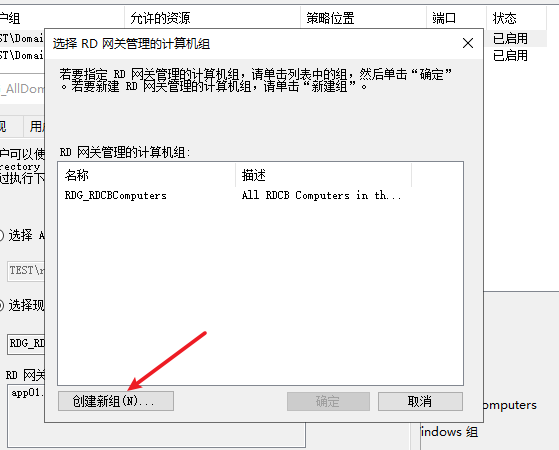 户组 允许的资源 策略位置 端口 状态
ST\Domai 已启用
ST\Domai 已启用
选择 RD 网关管理的计算机组
若要指定 RD 网关管理的计算机组，请单击列表中的组，然后单击“确定”
。若要新建 RD 网关管理的计算机组，请单击“新建组”。
_AllDom
用户
户可以使
irectory
过执行下
RD 网关管理的计算机组:
名称 描述
RDG_RDCBComputers All RDCB Computers in th...
选择 A
TEST\r
选择现
RDG_RD
RD 网关
app01.
创建新组(N)... 确定 取消
omputers
indows 组